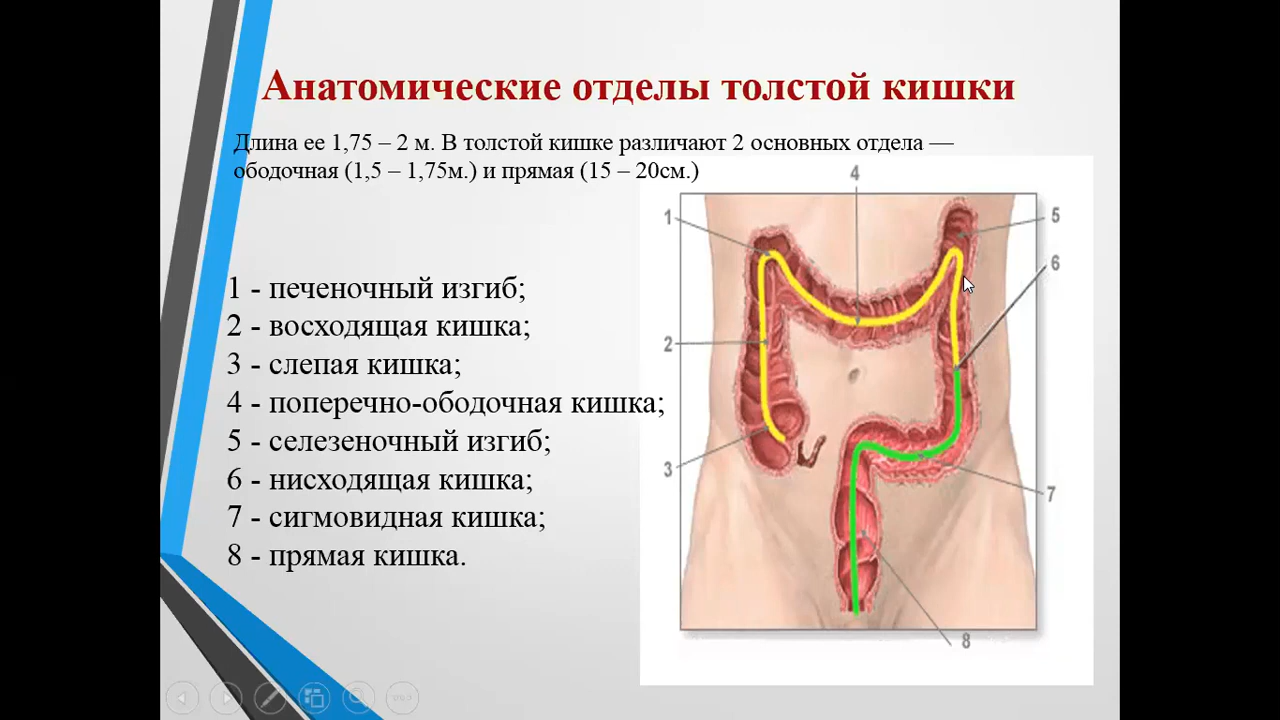 Анатомические отделы толстой кишки
Длина ее 1,75 – 2 м. В толстой кишке различают 2 основных отдела —
ободочная (1,5 – 1,75м.) и прямая (15 – 20см.)
1 - печеночный изгиб;
2 - восходящая кишка;
3 - слепая кишка;
4 - поперечно-ободочная кишка;
5 - селезеночный изгиб;
6 - нисходящая кишка;
7 - сигмовидная кишка;
8 - прямая кишка.
4
1
5
6
2
3
7
8